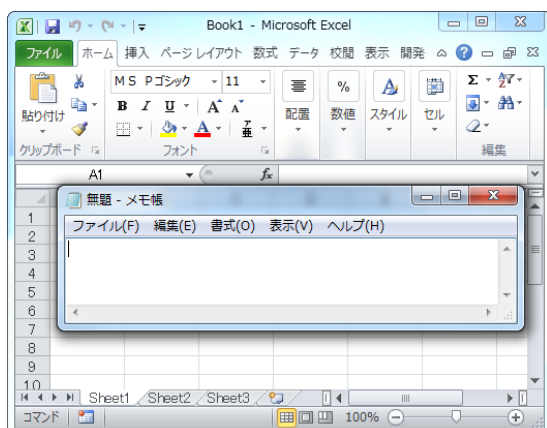 Book1 - Microsoft Excel
ファイル ホーム 挿入 ページ レイアウト 数式 データ 校閲 表示 開発
MS Pゴシック 11
B I U A A
貼り付け 配置 数値 スタイル セル
クリップボード フォント 編集
A1 fx
無題 - メモ帳
ファイル(F) 編集(E) 書式(O) 表示(V) ヘルプ(H)
1
2
3
4
5
6
7
8
9
10
Sheet1 Sheet2 Sheet3
コマンド 100%